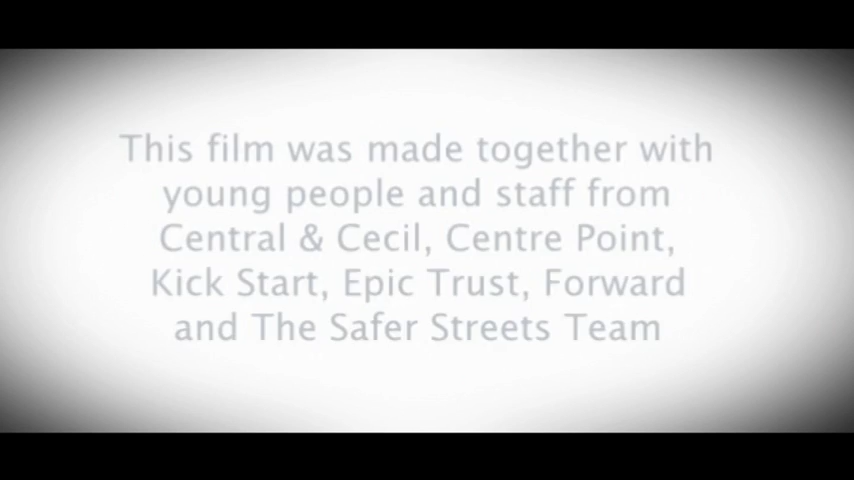 This film was made together with
young people and staff from
Central & Cecil, Centre Point,
Kick Start, Epic Trust, Forward
and The Safer Streets Team